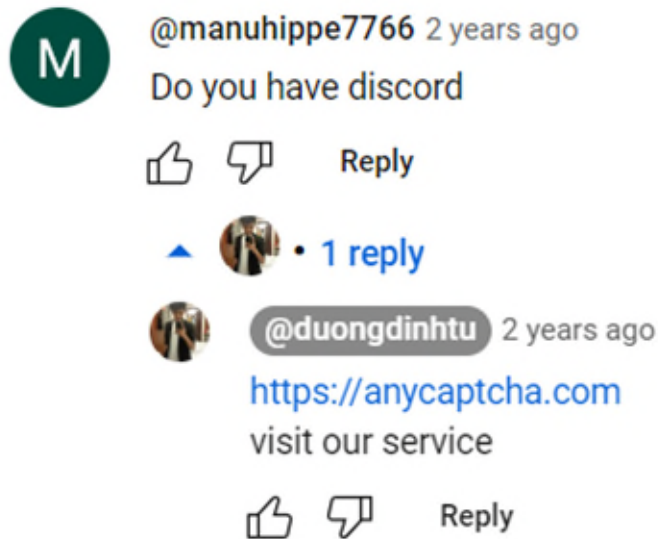 M
@manuhippe7766 2 years ago
Do you have discord
Reply
• 1 reply
@duongdinhtu 2 years ago
https://anycaptcha.com
visit our service
Reply